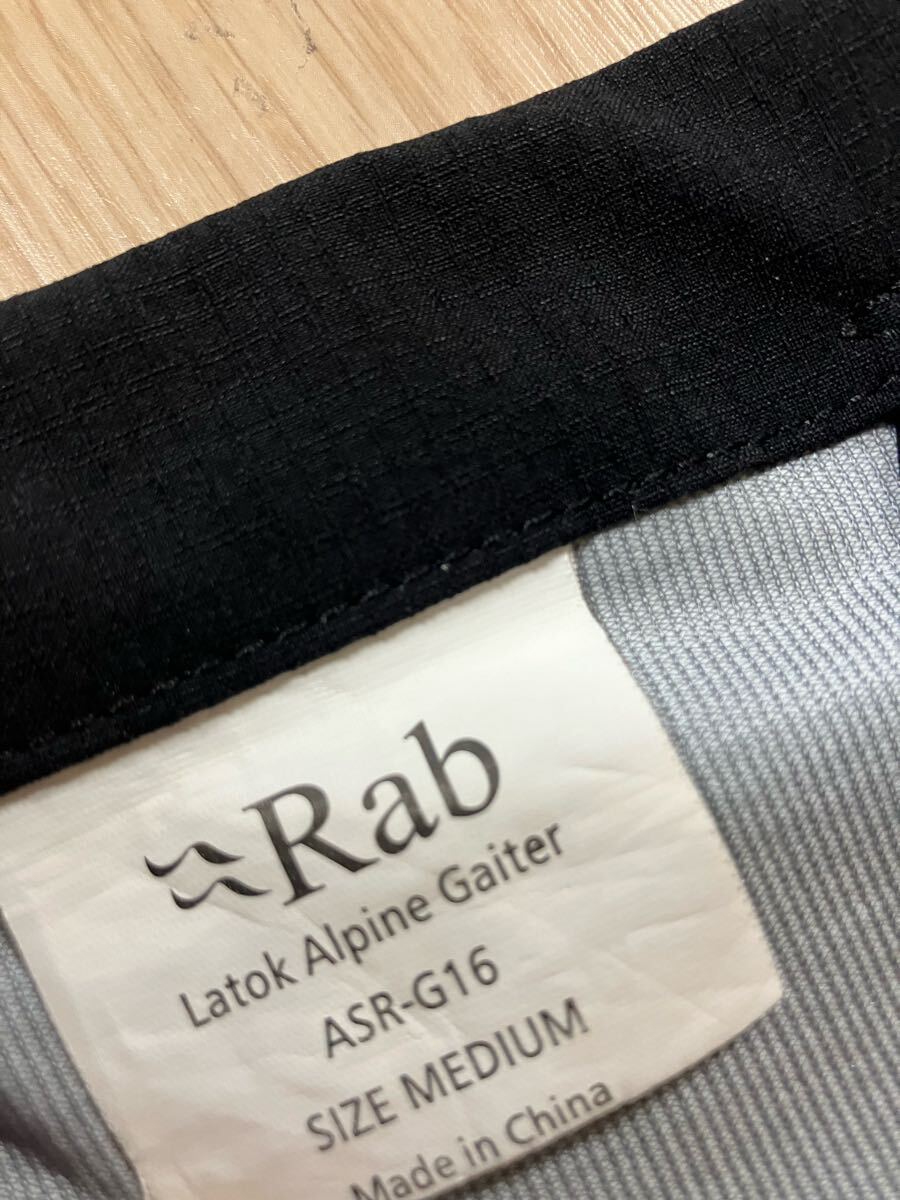 Rab
Latok Alpine Gaiter
ASR-G16
SIZE MEDIUM
Made in China